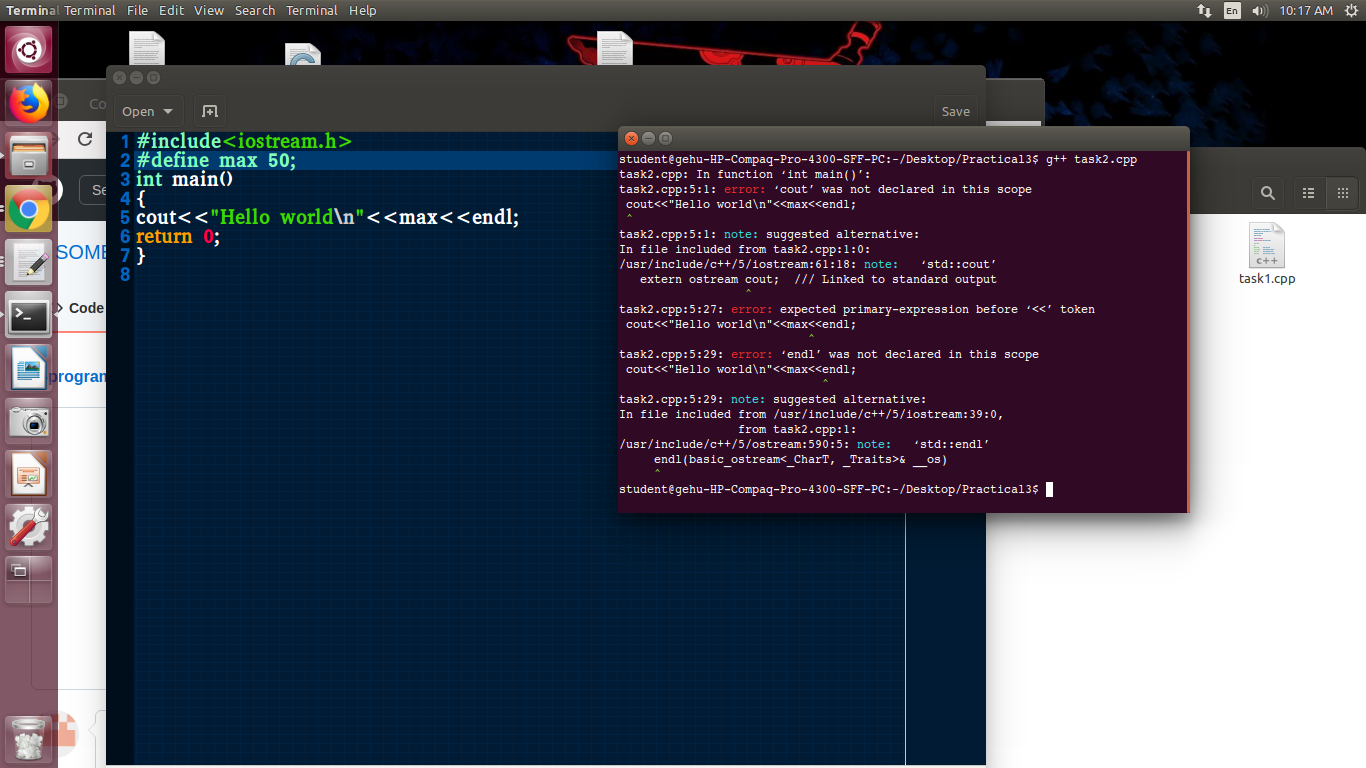 Terminal Terminal File Edit View Search Terminal Help
En 10:17 AM
Co
Open
Save
1 #include<iostream.h>
2 #define max 50;
3 int main()
4 {
5 cout<<"Hello world\n"<<max<<endl;
6 return 0;
7 }
8
student@gehu-HP-Compaq-Pro-4300-SFF-PC:~/Desktop/Practical3$ g++ task2.cpp
task2.cpp: In function ‘int main()’:
task2.cpp:5:1: error: ‘cout’ was not declared in this scope
cout<<"Hello world\n"<<max<<endl;
^
task2.cpp:5:1: note: suggested alternative:
In file included from task2.cpp:1:0:
/usr/include/c++/5/iostream:61:18: note:   ‘std::cout’
extern ostream cout;  /// Linked to standard output
^
task2.cpp:5:27: error: expected primary-expression before ‘<<’ token
cout<<"Hello world\n"<<max<<endl;
^
task2.cpp:5:29: error: ‘endl’ was not declared in this scope
cout<<"Hello world\n"<<max<<endl;
^
task2.cpp:5:29: note: suggested alternative:
In file included from /usr/include/c++/5/iostream:39:0,
from task2.cpp:1:
/usr/include/c++/5/ostream:590:5: note:   ‘std::endl’
endl(basic_ostream<_CharT, _Traits>& __os)
^
student@gehu-HP-Compaq-Pro-4300-SFF-PC:~/Desktop/Practical3$
Se
SOME
Code
program
c++
task1.cpp